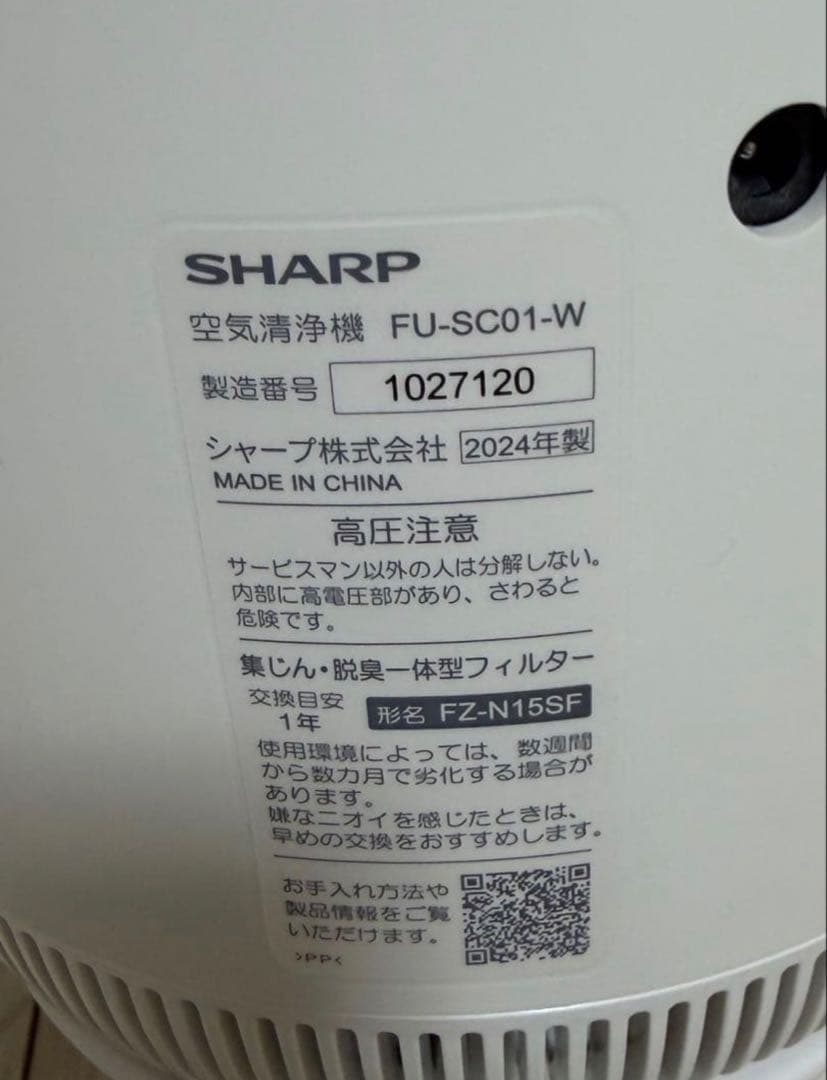 SHARP
空気清浄機 FU-SC01-W
製造番号 1027120
シャープ株式会社 2024年製
MADE IN CHINA
高圧注意
サービスマン以外の人は分解しない。
内部に高電圧部があり、さわると
危険です。
集じん・脱臭一体型フィルター
交換目安
1年
形名 FZ-N15SF
使用環境によっては、数週間
から数カ月で劣化する場合が
あります。
嫌なニオイを感じたときは、
早めの交換をおすすめします。
お手入れ方法や
製品情報をご覧
いただけます。
>PP<